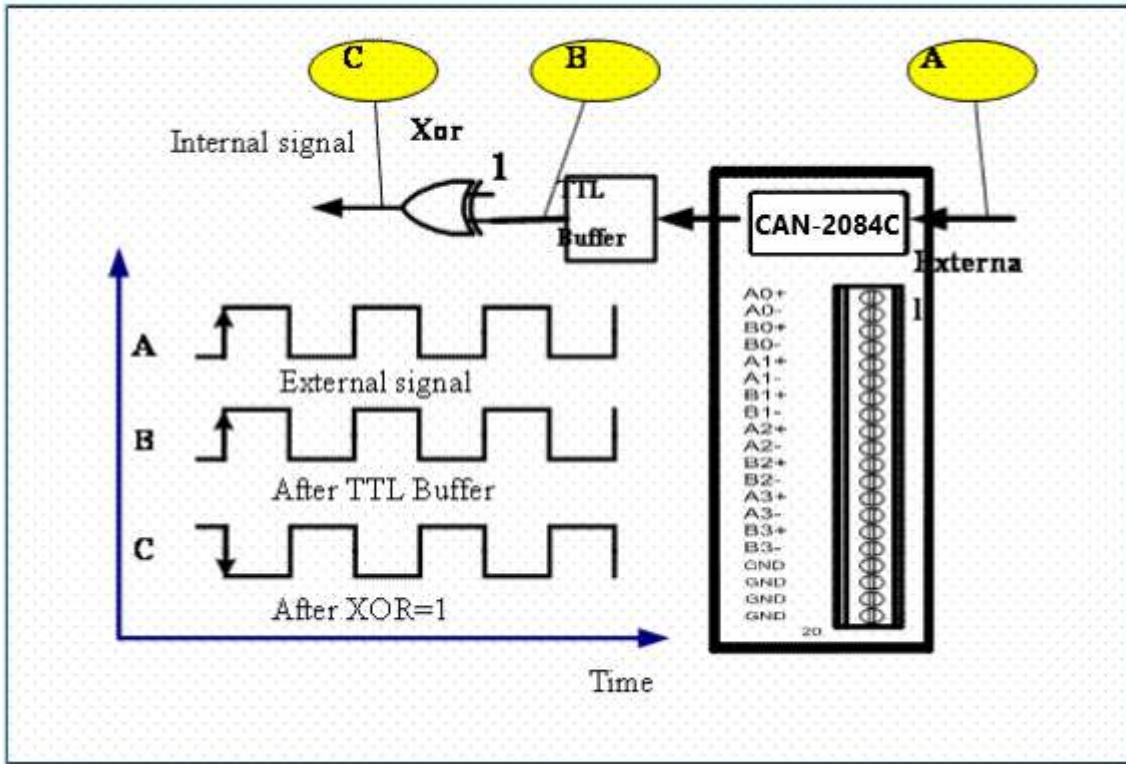 C
B
A
Xor
Internal signal
1
TTL
Buffer
CAN-2084C
Externa
l
A0+
A0-
B0+
B0-
A1+
A1-
B1+
B1-
A2+
A2-
B2+
B2-
A3+
A3-
B3+
B3-
GND
GND
GND
GND
20
A
External signal
B
After TTL Buffer
C
After XOR=1
Time